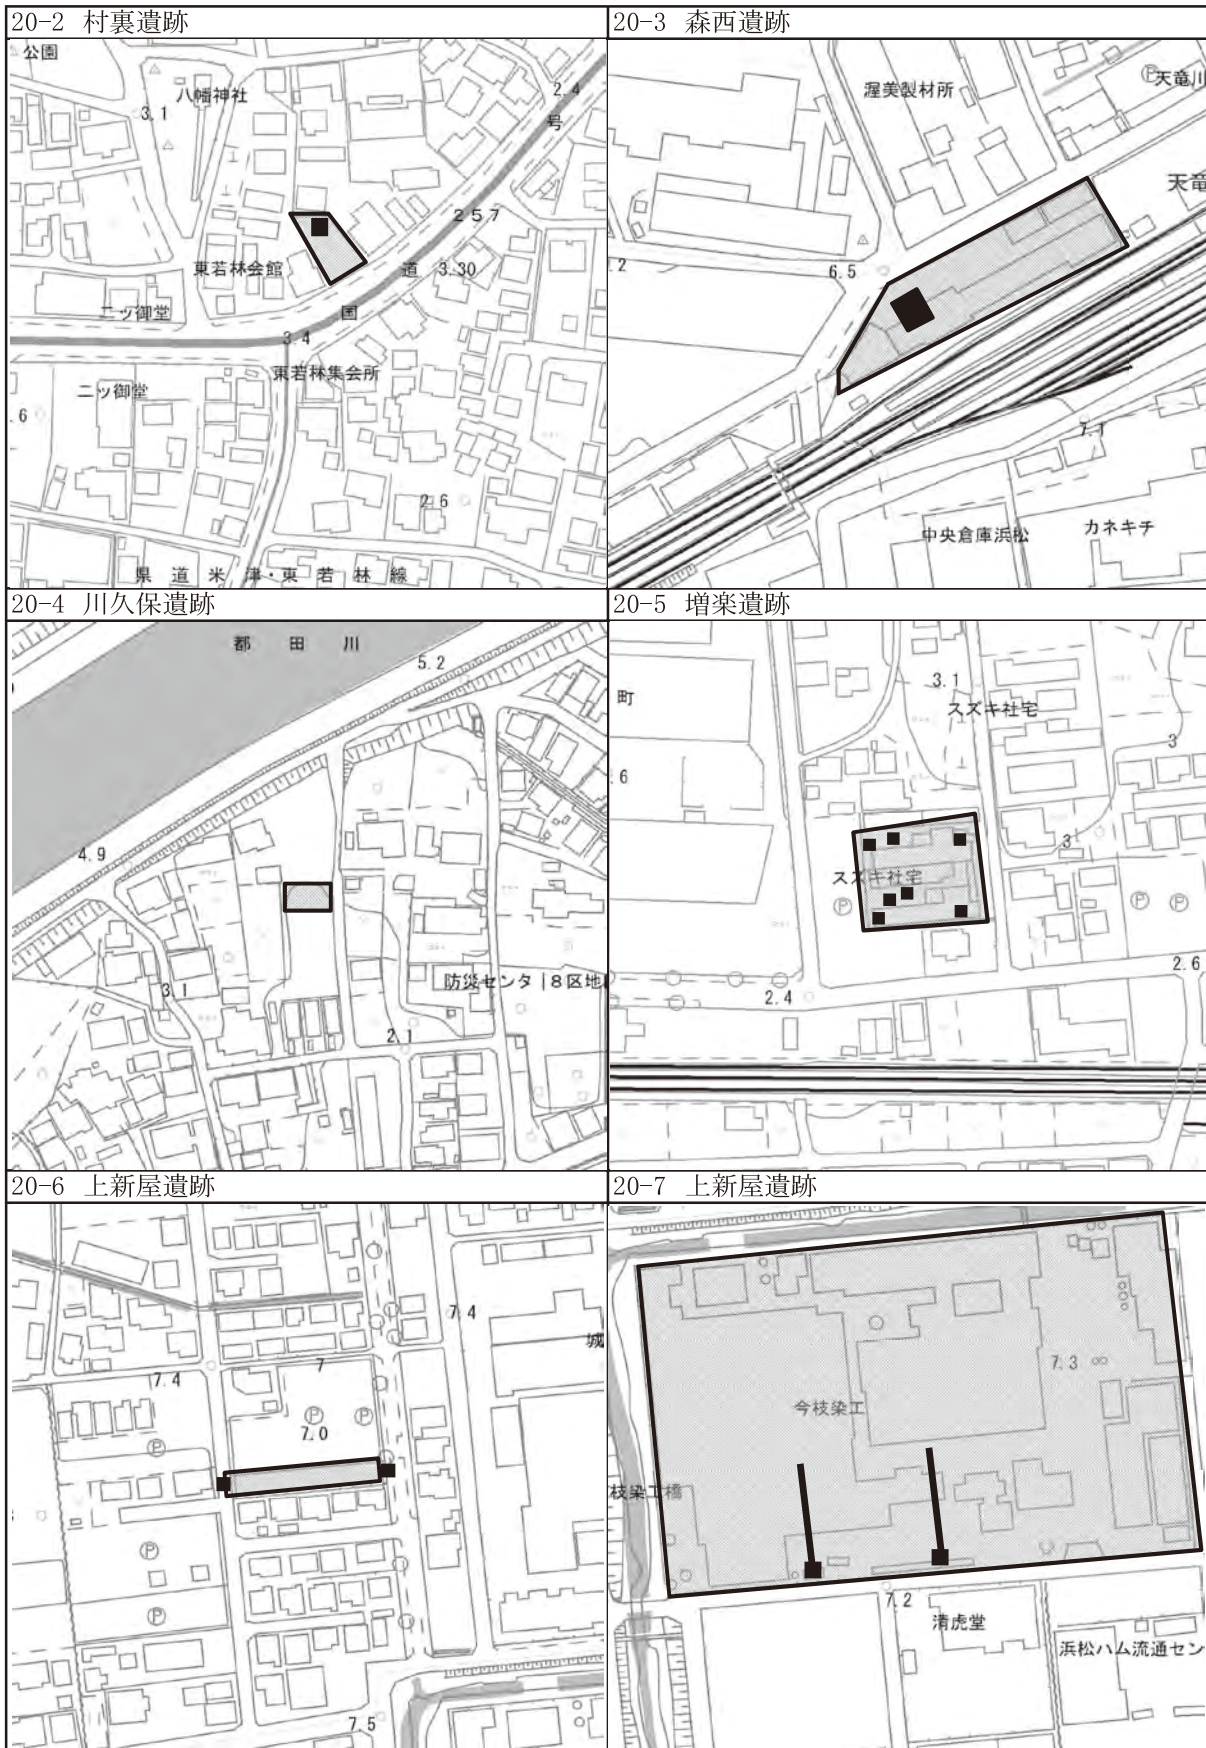 20-2 村裏遺跡
公園
八幡神社
3.1
2.4
号
257
東若林会館
道 3.30
二ッ御堂
国
3.4
東若林集会所
二ッ御堂
.6
2.6
県道米津・東若林線
20-3 森西遺跡
渥美製材所
Ⓟ天竜川
天竜
.2
6.5
7.1
中央倉庫浜松
カネキチ
20-4 川久保遺跡
都田川
5.2
4.9
防災センタ
8区地
3.1
2.1
20-5 増楽遺跡
町
3.1
スズキ社宅
3
.6
3
スズキ社宅
Ⓟ
Ⓟ Ⓟ
2.6
2.4
20-6 上新屋遺跡
7.4
城
7
7.4
Ⓟ Ⓟ
7.0
Ⓟ
Ⓟ
Ⓟ
7.5
20-7 上新屋遺跡
7.3
今枝染工
枝染工橋
7.2
清虎堂
浜松ハム流通セン